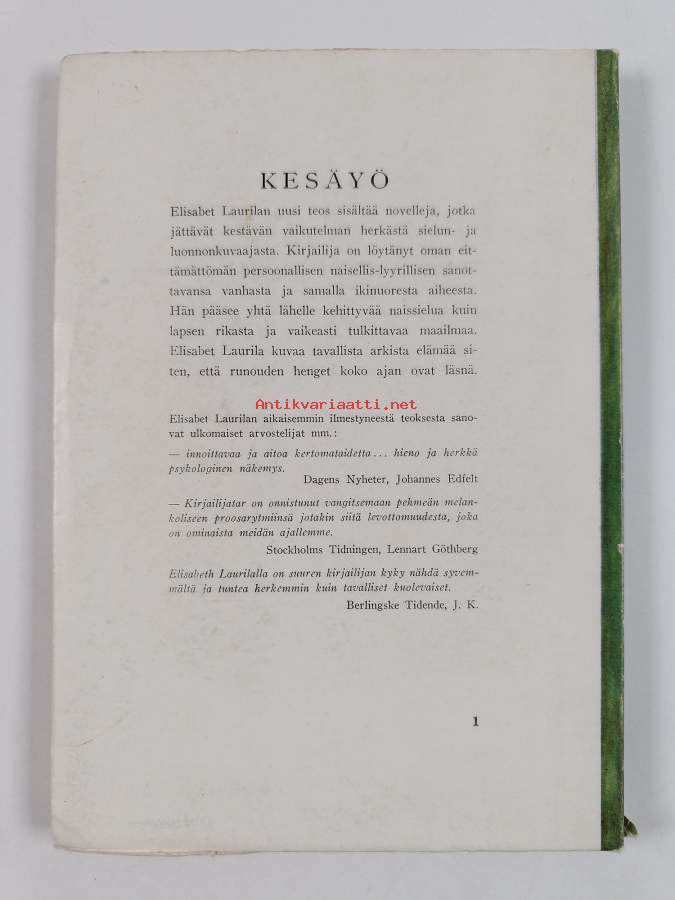 KESÄYÖ
Elisabet Laurilan uusi teos sisältää novelleja, jotka
jättävät kestävän vaikutelman herkästä sielun- ja
luonnonkuvaajasta. Kirjailija on löytänyt oman eit-
tämättömän persoonallisen naisellis-lyyrillisen sanot-
tavansa vanhasta ja samalla ikinuoresta aiheesta.
Hän pääsee yhtä lähelle kehittyvää naissielua kuin
lapsen rikasta ja vaikeasti tulkittavaa maailmaa.
Elisabet Laurila kuvaa tavallista arkista elämää si-
ten, että runouden henget koko ajan ovat läsnä.
Antikvariaatti.net
Elisabet Laurilan aikaisemmin ilmestyneestä teoksesta sano-
vat ulkomaiset arvostelijat mm.:
— innoittavaa ja aitoa kertomataidetta... hieno ja herkkä
psykologinen näkemys.
Dagens Nyheter, Johannes Edfelt
— Kirjailijatar on onnistunut vangitsemaan pehmeän melan-
koliseen proosarytmiinsä jotakin siitä levottomuudesta, joka
on ominaista meidän ajallemme.
Stockholms Tidningen, Lennart Göthberg
Elisabeth Laurilalla on suuren kirjailijan kyky nähdä syvem-
mältä ja tuntea herkemmin kuin tavalliset kuolevaiset.
Berlingske Tidende, J. K.
1